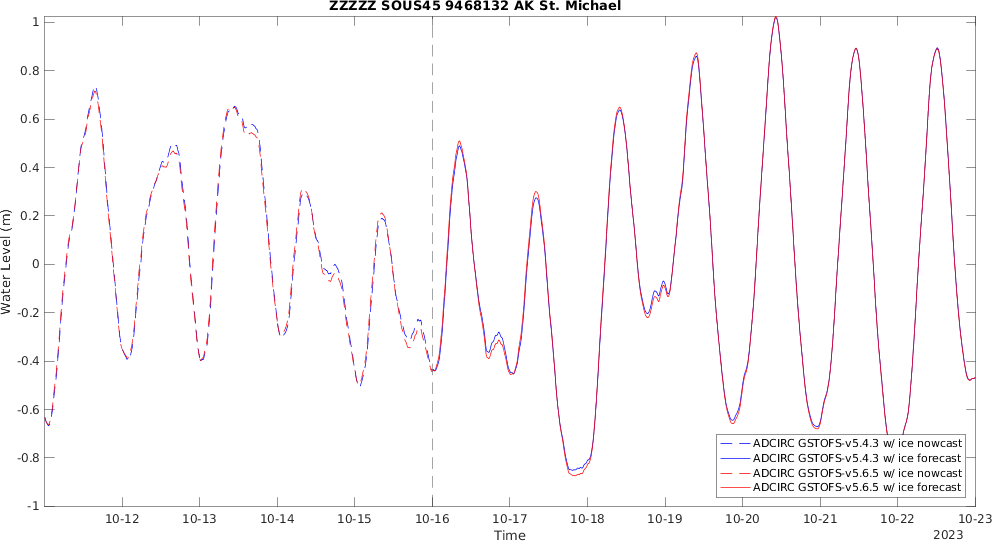 ZZZZZ SOUS45 9468132 AK St. Michael
1
0.8
0.6
0.4
0.2
0
-0.2
-0.4
-0.6
-0.8
-1
Water Level (m)
ADCIRC GSTOFS-v5.4.3 w/ ice nowcast
ADCIRC GSTOFS-v5.4.3 w/ ice forecast
ADCIRC GSTOFS-v5.6.5 w/ ice nowcast
ADCIRC GSTOFS-v5.6.5 w/ ice forecast
10-12 10-13 10-14 10-15 10-16 10-17 10-18 10-19 10-20 10-21 10-22 10-23
Time 2023